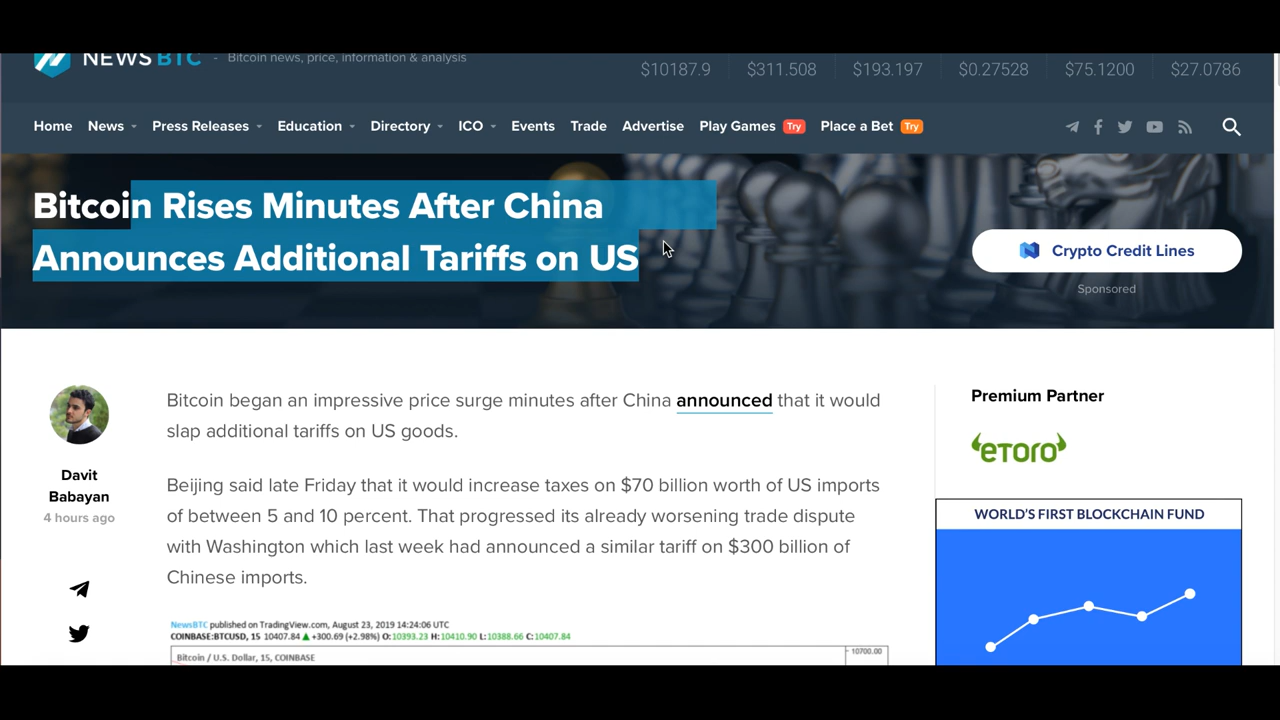 NEWSBTC - Bitcoin news, price, information & analysis
$10187.9 $311.508 $193.197 $0.27528 $75.1200 $27.0786
Home News Press Releases Education Directory ICO Events Trade Advertise Play Games Try Place a Bet Try
Bitcoin Rises Minutes After China
Announces Additional Tariffs on US
Crypto Credit Lines
Sponsored
Davit
Babayan
4 hours ago
Bitcoin began an impressive price surge minutes after China announced that it would
slap additional tariffs on US goods.
Beijing said late Friday that it would increase taxes on $70 billion worth of US imports
of between 5 and 10 percent. That progressed its already worsening trade dispute
with Washington which last week had announced a similar tariff on $300 billion of
Chinese imports.
NewsBTC published on TradingView.com, August 23, 2019 14:24:06 UTC
COINBASE:BTCUSD, 15 10407.84 ▲ +300.69 (+2.98%) O:10393.23 H:10410.90 L:10388.66 C:10407.84
Bitcoin / U.S. Dollar, 15, COINBASE
10700.00
Premium Partner
eToro
WORLD'S FIRST BLOCKCHAIN FUND